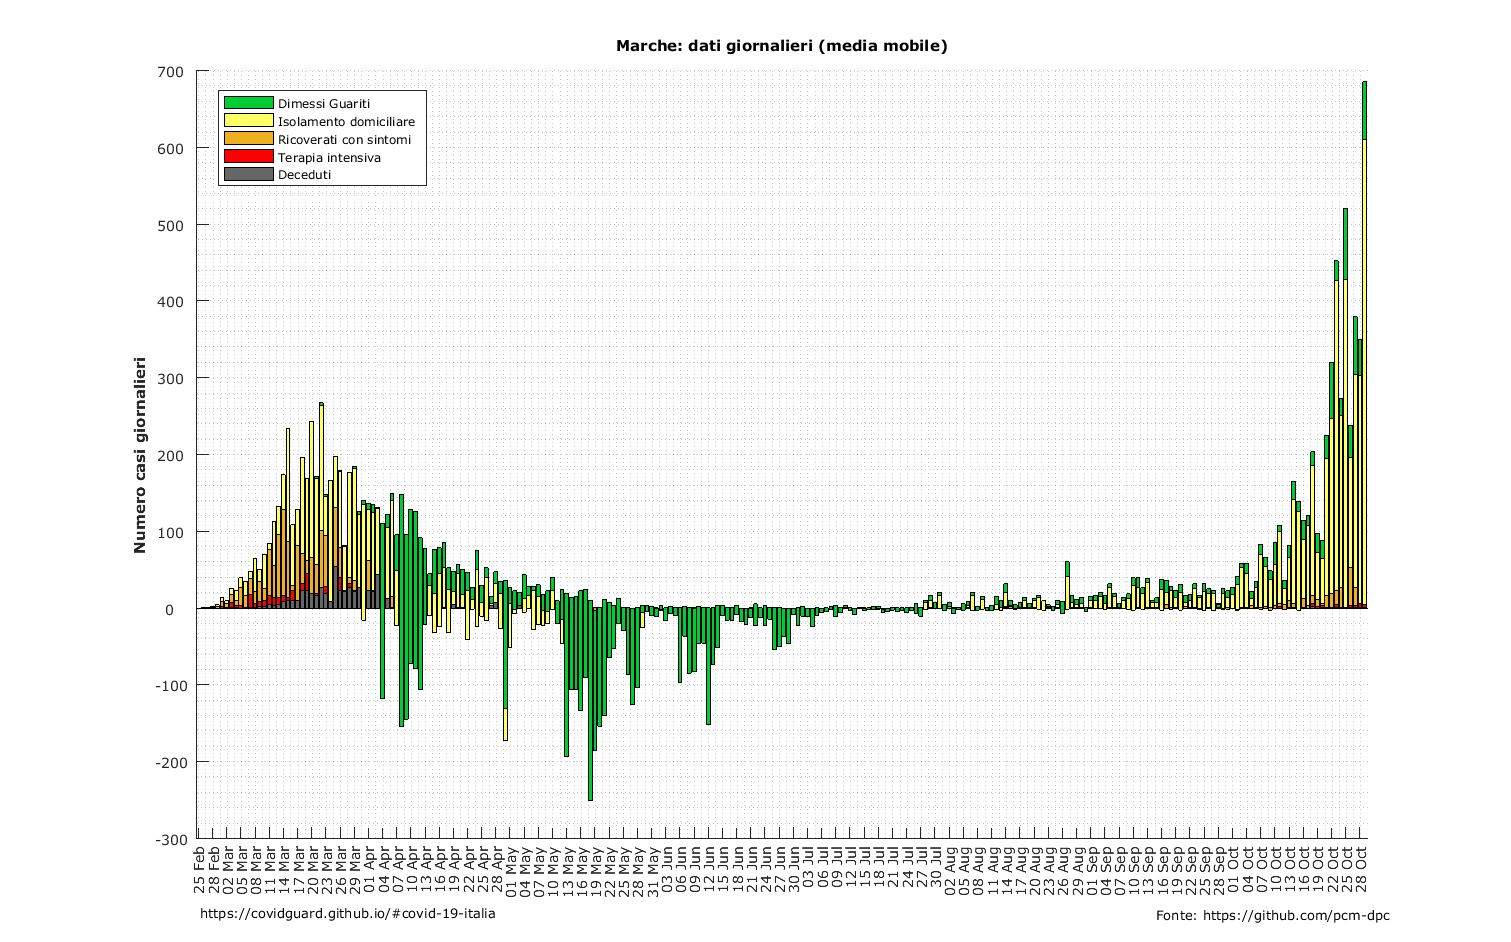 Marche: dati giornalieri (media mobile)
Numero casi giornalieri
700
600
500
400
300
200
100
0
-100
-200
-300
Dimessi Guariti
Isolamento domiciliare
Ricoverati con sintomi
Terapia intensiva
Deceduti
25 Feb
28 Feb
02 Mar
05 Mar
08 Mar
11 Mar
14 Mar
17 Mar
20 Mar
23 Mar
26 Mar
29 Mar
01 Apr
04 Apr
07 Apr
10 Apr
13 Apr
16 Apr
19 Apr
22 Apr
25 Apr
28 Apr
01 May
04 May
07 May
10 May
13 May
16 May
19 May
22 May
25 May
28 May
31 May
03 Jun
06 Jun
09 Jun
12 Jun
15 Jun
18 Jun
21 Jun
24 Jun
27 Jun
30 Jun
03 Jul
06 Jul
09 Jul
12 Jul
15 Jul
18 Jul
21 Jul
24 Jul
27 Jul
30 Jul
02 Aug
05 Aug
08 Aug
11 Aug
14 Aug
17 Aug
20 Aug
23 Aug
26 Aug
29 Aug
01 Sep
04 Sep
07 Sep
10 Sep
13 Sep
16 Sep
19 Sep
22 Sep
25 Sep
28 Sep
01 Oct
04 Oct
07 Oct
10 Oct
13 Oct
16 Oct
19 Oct
22 Oct
25 Oct
28 Oct
https://covidguard.github.io/#covid-19-italia
Fonte: https://github.com/pcm-dpc